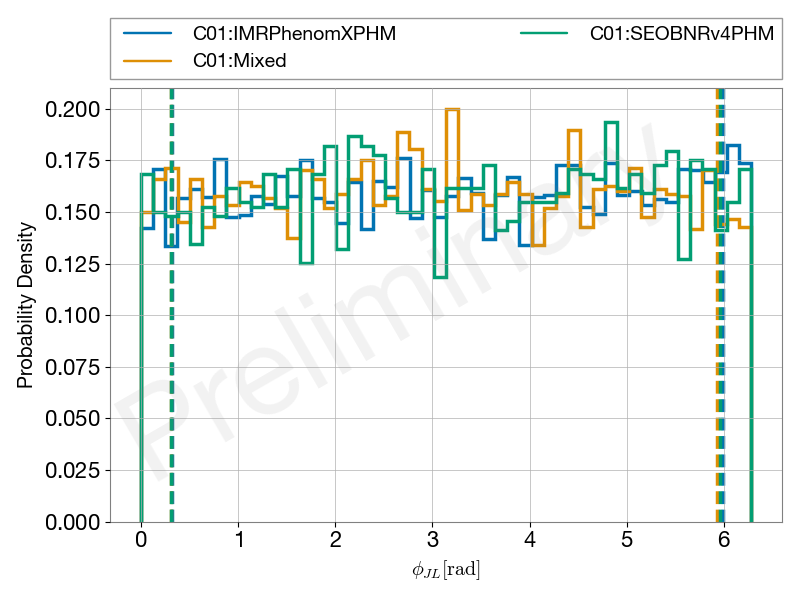 C01:IMRPhenomXPHM
C01:SEOBNRv4PHM
C01:Mixed
Probability Density
0.200
0.175
0.150
0.125
0.100
0.075
0.050
0.025
0.000
Preliminary
0 1 2 3 4 5 6
ϕ_JL[rad]